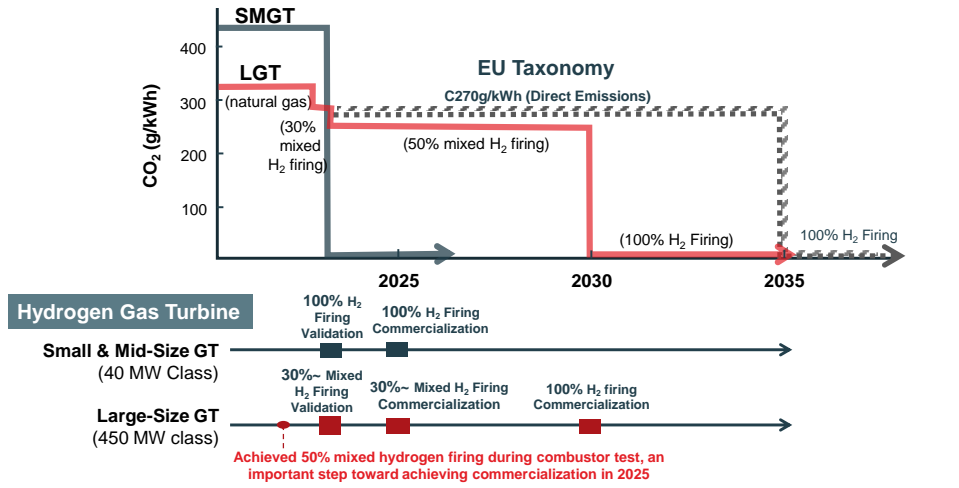 SMGT
400
LGT
EU Taxonomy
C270g/kWh (Direct Emissions)
300
(natural gas)
(30%
mixed
H₂ firing)
(50% mixed H₂ firing)
CO₂ (g/kWh)
200
100
(100% H₂ Firing)
100% H₂ Firing
2025
2030
2035
Hydrogen Gas Turbine
100% H₂
Firing
Validation
100% H₂ Firing
Commercialization
Small & Mid-Size GT
(40 MW Class)
30%~ Mixed
H₂ Firing
Validation
30%~ Mixed H₂ Firing
Commercialization
100% H₂ firing
Commercialization
Large-Size GT
(450 MW class)
Achieved 50% mixed hydrogen firing during combustor test, an
important step toward achieving commercialization in 2025